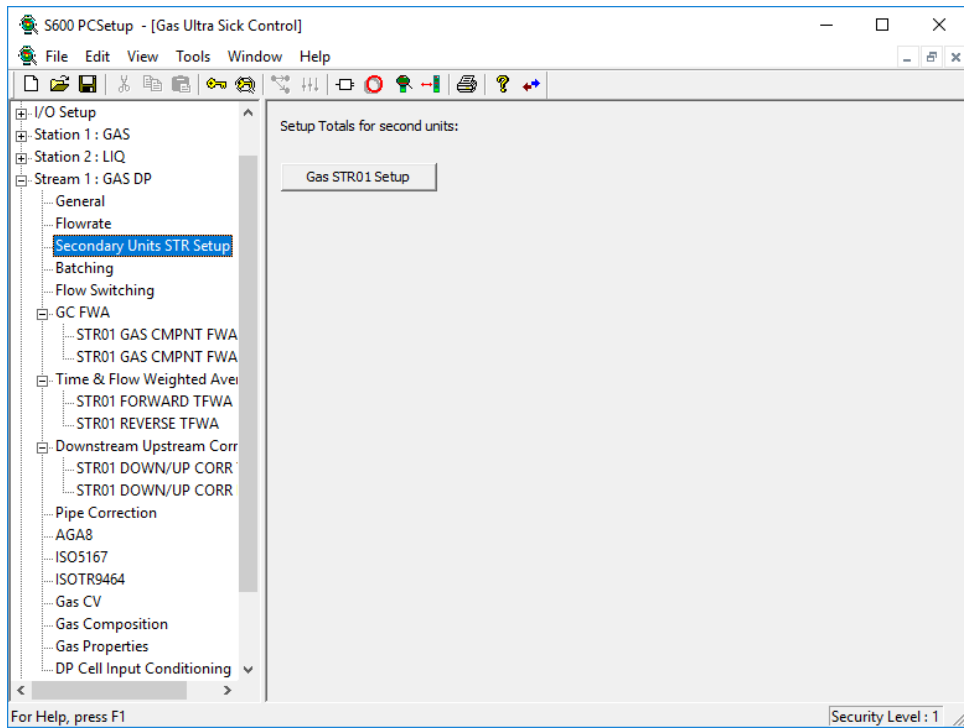 S600 PCSetup - [Gas Ultra Sick Control]
File Edit View Tools Window Help
I/O Setup
Station 1 : GAS
Station 2 : LIQ
Stream 1 : GAS DP
General
Flowrate
Secondary Units STR Setup
Batching
Flow Switching
GC FWA
STR01 GAS CMPNT FWA
STR01 GAS CMPNT FWA
Time & Flow Weighted Aver
STR01 FORWARD TFWA
STR01 REVERSE TFWA
Downstream Upstream Corr
STR01 DOWN/UP CORR
STR01 DOWN/UP CORR
Pipe Correction
AGA8
ISO5167
ISOTR9464
Gas CV
Gas Composition
Gas Properties
DP Cell Input Conditioning
Setup Totals for second units:
Gas STR01 Setup
For Help, press F1
Security Level : 1